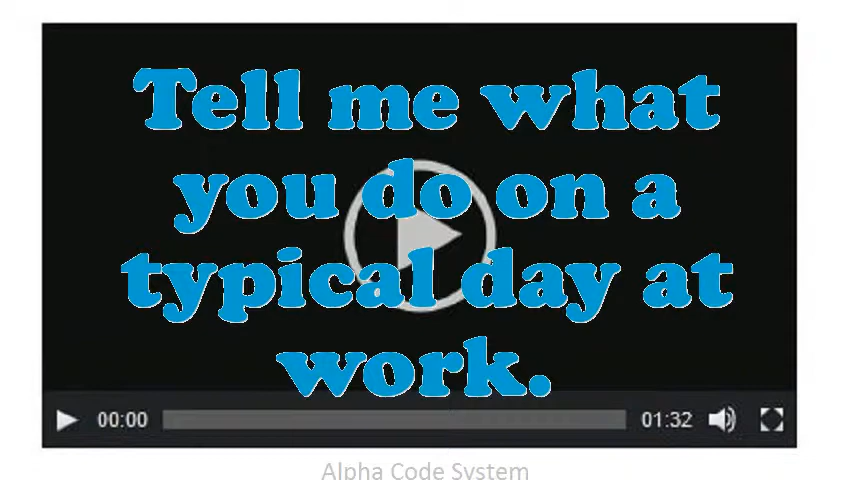 Tell me what
you do on a
typical day at
work.
00:00 01:32
Alpha Code System